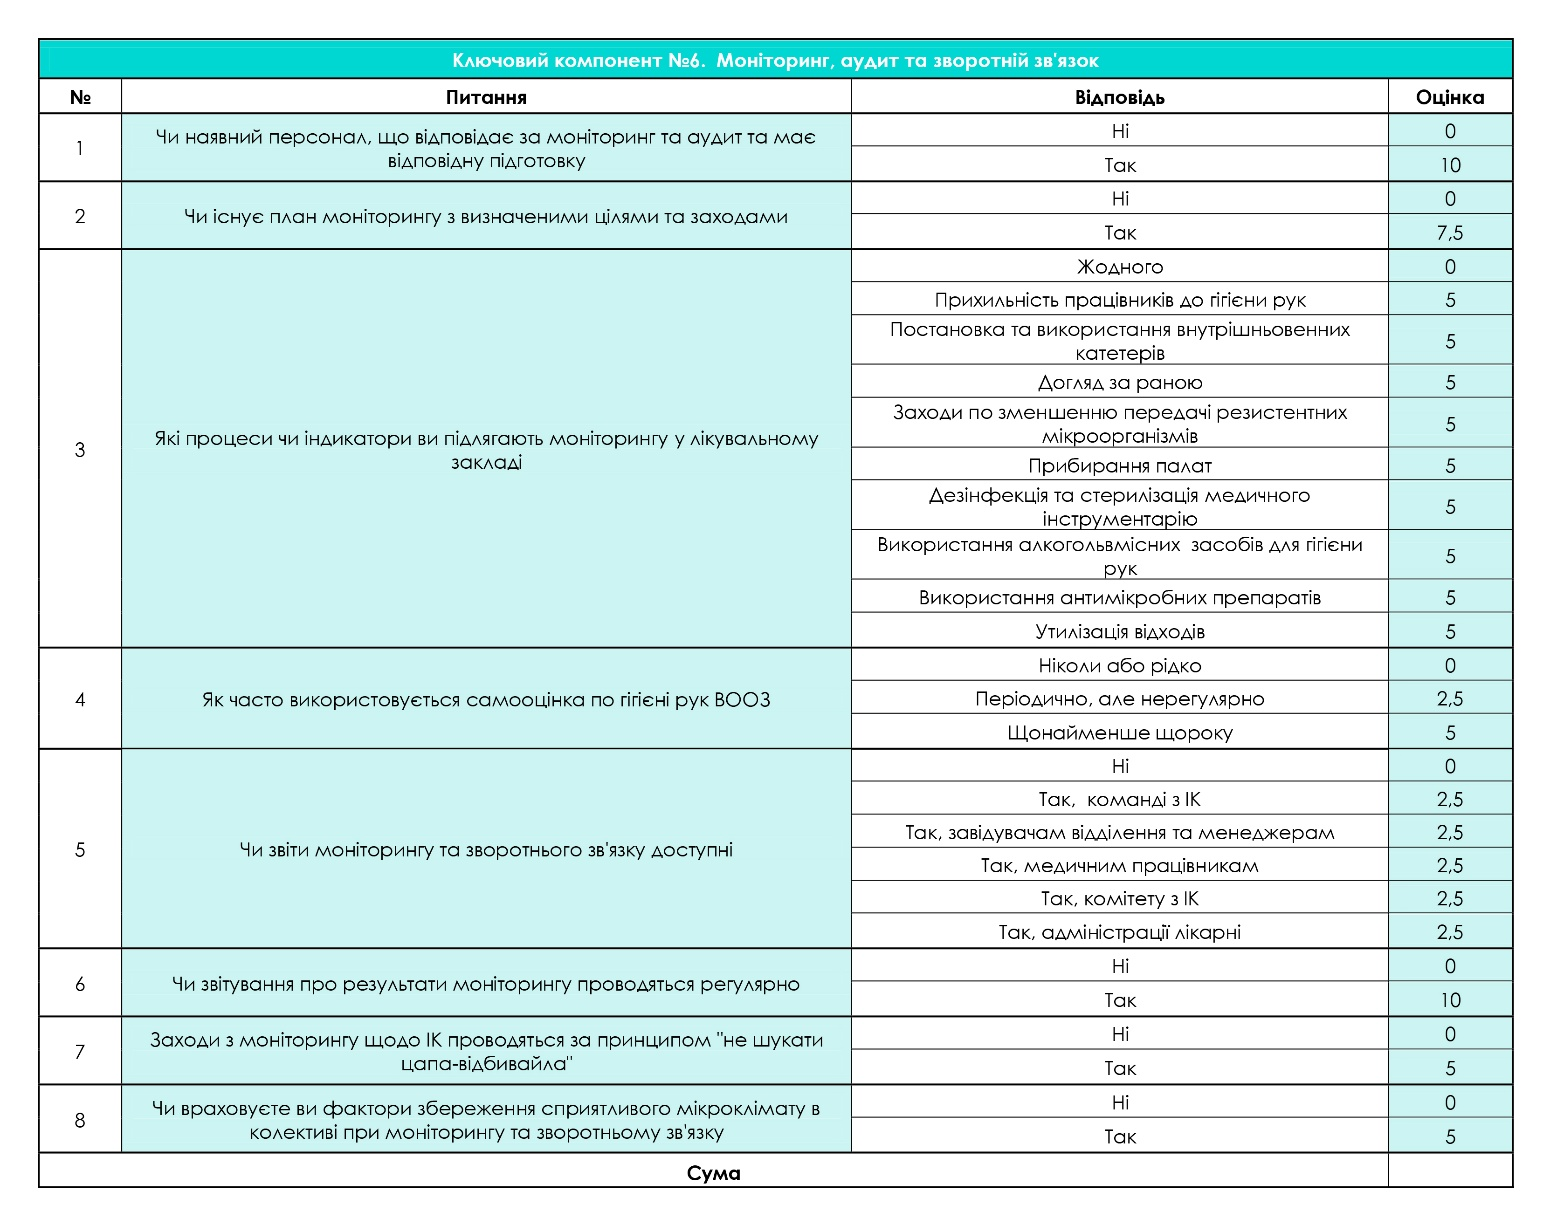 Ключовий компонент №6.  Моніторинг, аудит та зворотній зв'язок
№ Питання Відповідь Оцінка
1
Чи наявний персонал, що відповідає за моніторинг та аудит та має
відповідну підготовку
Ні 0
Так 10
2
Чи існує план моніторингу з визначеними цілями та заходами
Ні 0
Так 7,5
3
Які процеси чи індикатори ви підлягають моніторингу у лікувальному
закладі
Жодного 0
Прихильність працівників до гігієни рук 5
Постановка та використання внутрішньовенних
катетерів
5
Догляд за раною 5
Заходи по зменшенню передачі резистентних
мікроорганізмів
5
Прибирання палат 5
Дезінфекція та стерилізація медичного
інструментарію
5
Використання алкогольвмісних  засобів для гігієни
рук
5
Використання антимікробних препаратів 5
Утилізація відходів 5
4
Як часто використовується самооцінка по гігієні рук ВООЗ
Ніколи або рідко 0
Періодично, але нерегулярно 2,5
Щонайменше щороку 5
5
Чи звіти моніторингу та зворотнього зв'язку доступні
Ні 0
Так,  команді з ІК 2,5
Так, завідувачам відділення та менеджерам 2,5
Так, медичним працівникам 2,5
Так, комітету з ІК 2,5
Так, адміністрації лікарні 2,5
6
Чи звітування про результати моніторингу проводяться регулярно
Ні 0
Так 10
7
Заходи з моніторингу щодо ІК проводяться за принципом "не шукати
цапа-відбивайла"
Ні 0
Так 5
8
Чи враховуєте ви фактори збереження сприятливого мікроклімату в
колективі при моніторингу та зворотньому зв'язку
Ні 0
Так 5
Сума